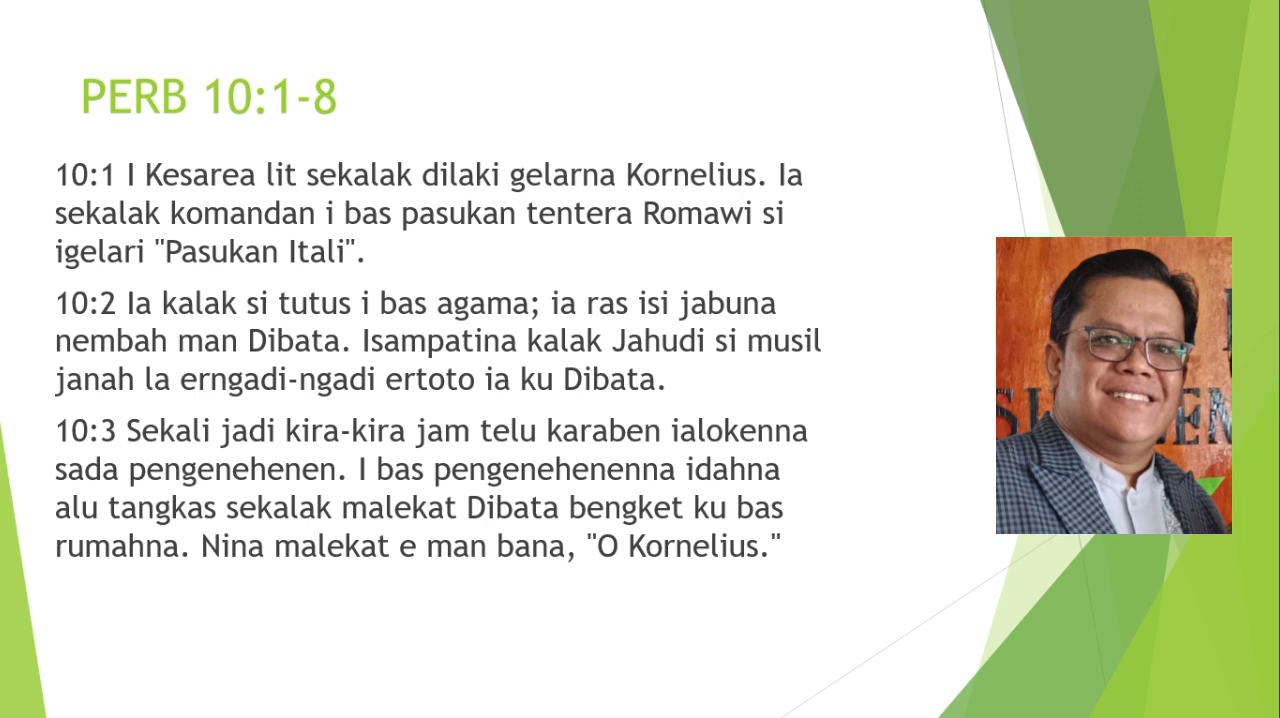 PERB 10:1-8
10:1 I Kesarea lit sekalak dilaki gelarna Kornelius. Ia
sekalak komandan i bas pasukan tentera Romawi si
igelari "Pasukan Itali".
10:2 Ia kalak si tutus i bas agama; ia ras isi jabuna
nembah man Dibata. Isampatina kalak Jahudi si musil
janah la erngadi-ngadi ertoto ia ku Dibata.
10:3 Sekali jadi kira-kira jam telu karaben ialokenna
sada pengenehenen. I bas pengenehenenna idahna
alu tangkas sekalak malekat Dibata bengket ku bas
rumahna. Nina malekat e man bana, "O Kornelius."